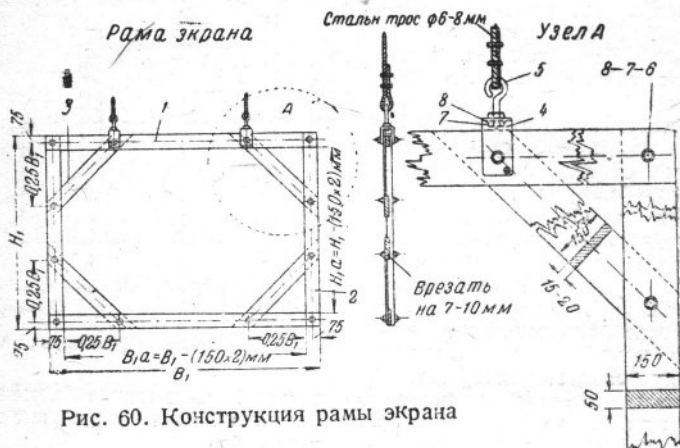 Рама экрана
Стальн трос ф6-8мм
Узел А
5
8-7-6
8
7
4
3
1
А
75
0,25В₁
Н₁
Н₁а=Н₁-(150х2)мм
150
15-20
Врезать
на 7-10мм
0,25В₁
2
75
75
0,25В₁
0,25В₁
75
В₁а=В₁-(150х2)мм
В₁
150
50
Рис. 60. Конструкция рамы экрана